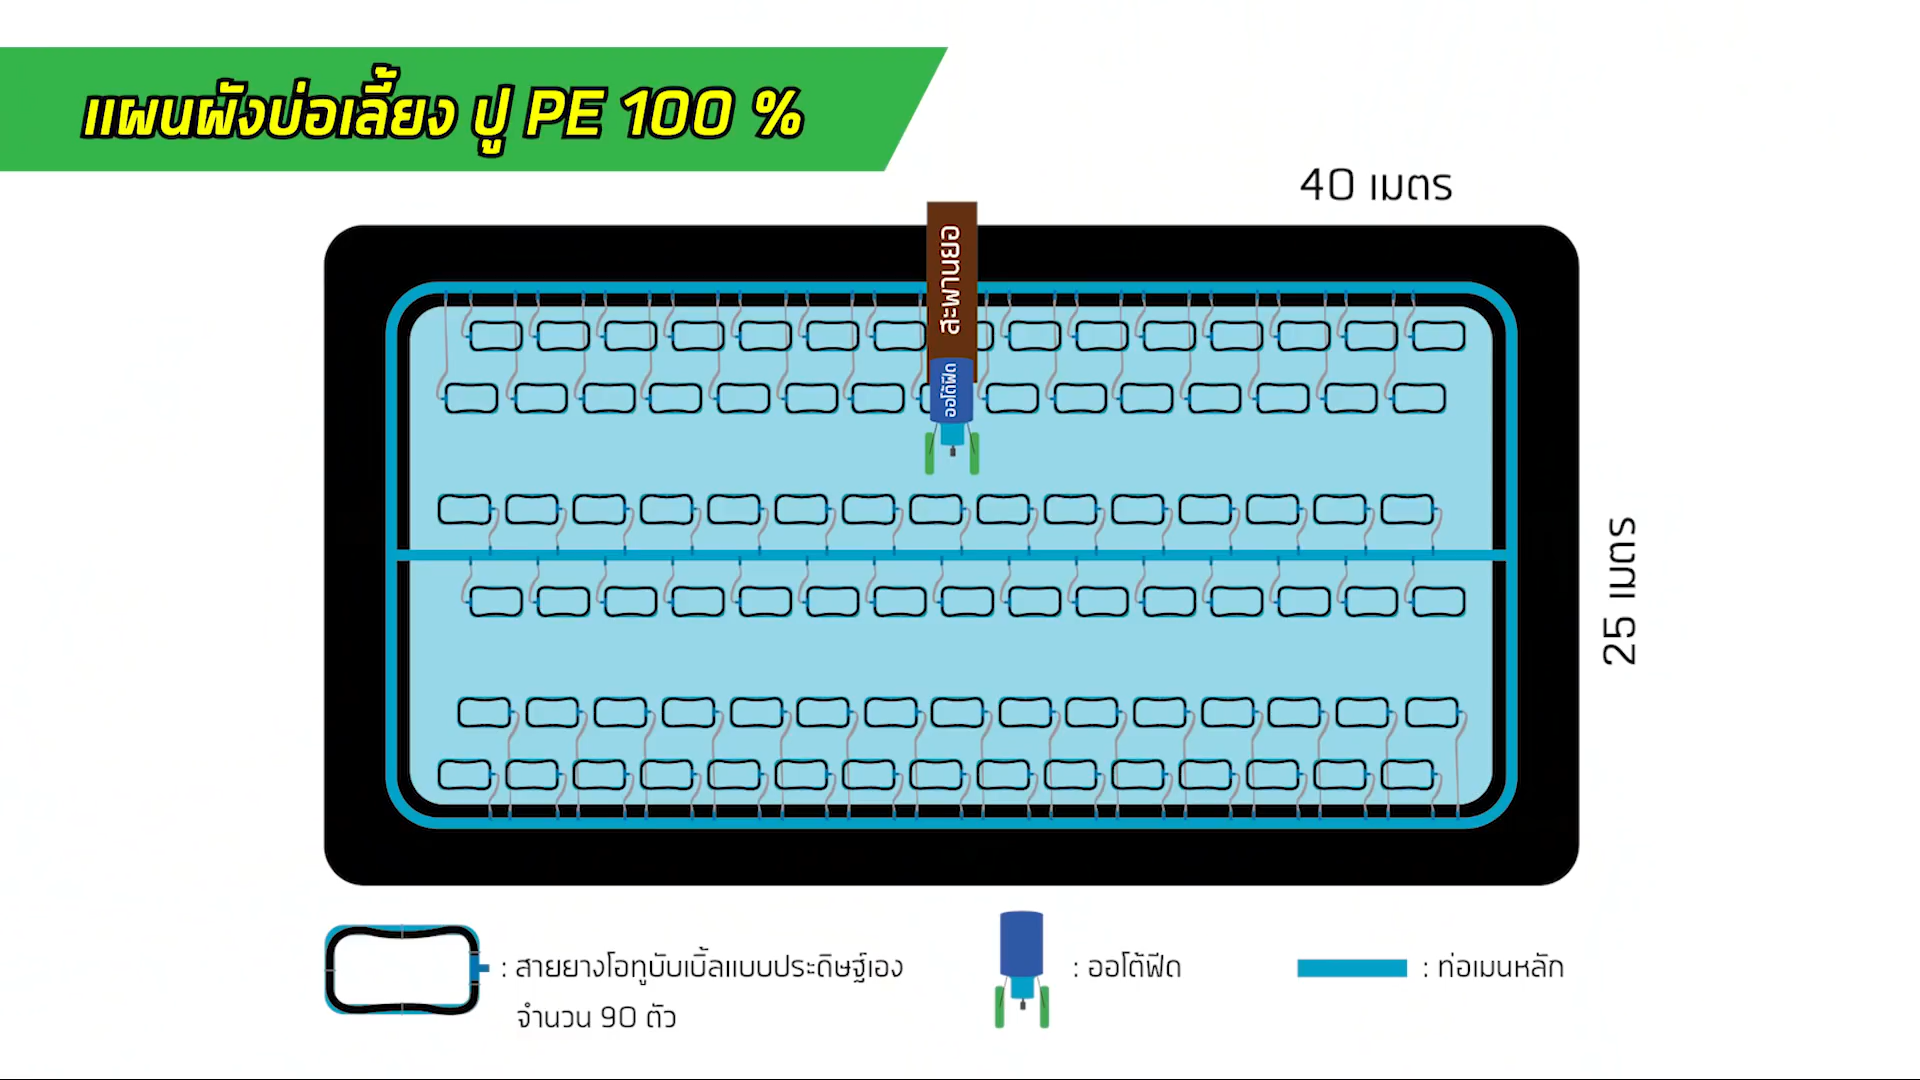 แผนผังบ่อเลี้ยง ปู PE 100 %
40 เมตร
สะพานยอ
ออโต้ฟีด
25 เมตร
: สายยางโอทูบับเบิ้ลแบบประดิษฐ์เอง
จำนวน 90 ตัว
: ออโต้ฟีด
: ท่อเมนหลัก